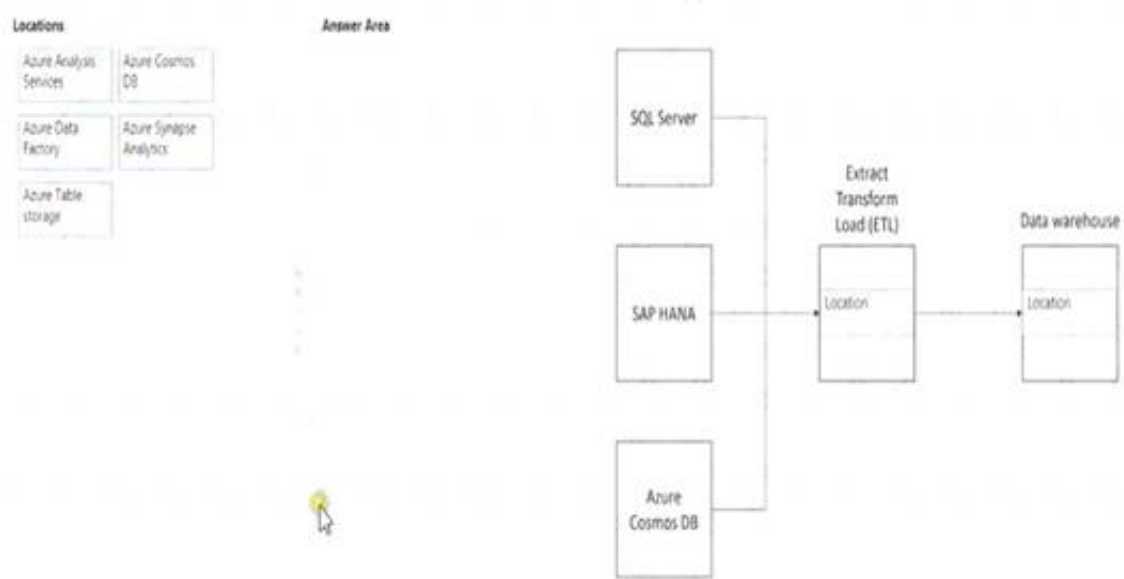 Locations
Answer Area
Azure Analysis
Services
Azure Cosmos
DB
Azure Data
Factory
Azure Synapse
Analytics
Azure Table
storage
SQL Server
SAP HANA
Azure
Cosmos DB
Extract
Transform
Load (ETL)
Location
Data warehouse
Location